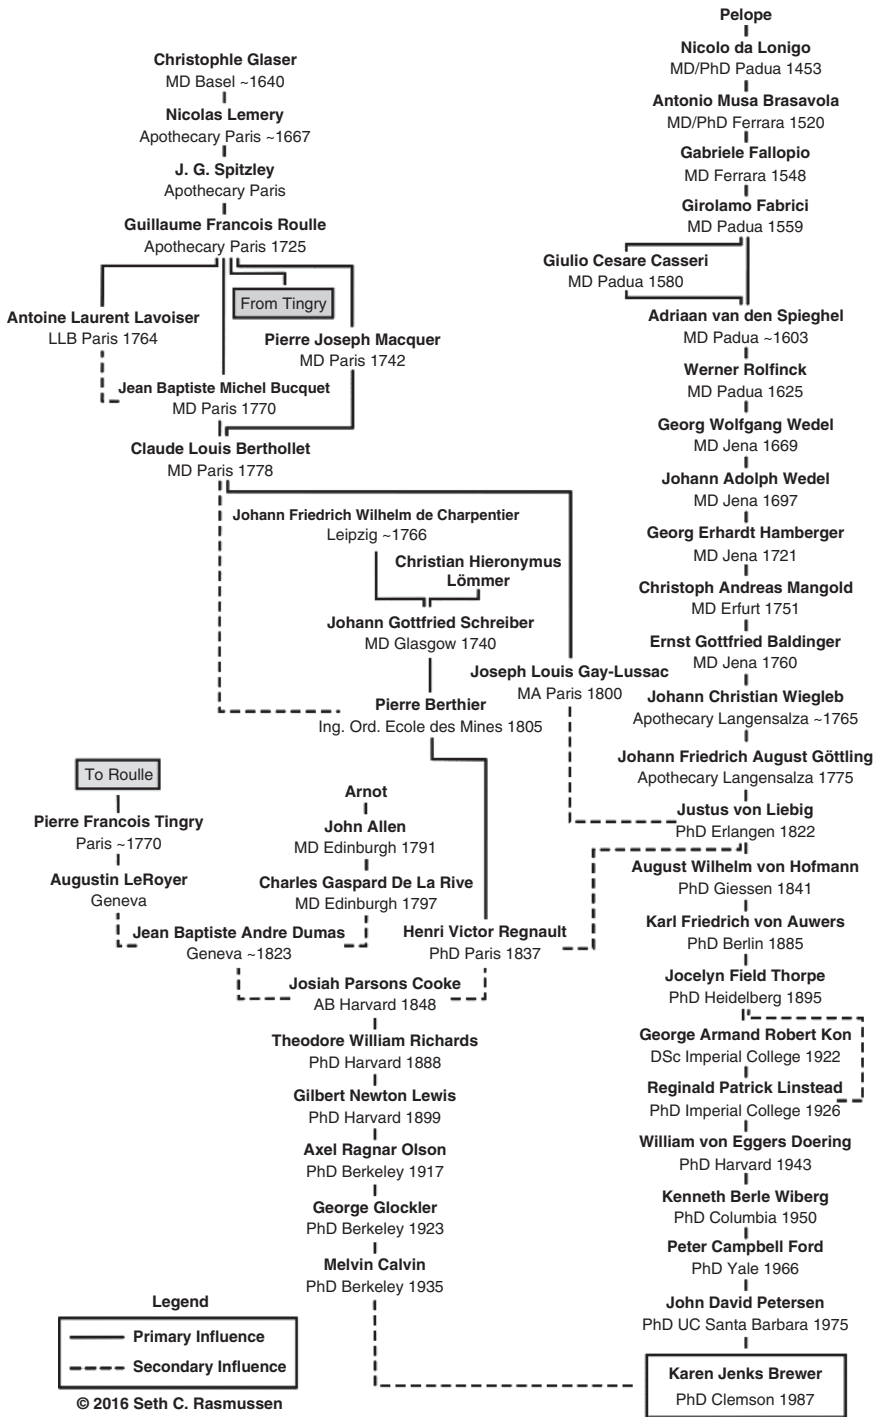 Pelope
Nicolo da Lonigo
MD/PhD Padua 1453
Antonio Musa Brasavola
MD/PhD Ferrara 1520
Gabriele Fallopio
MD Ferrara 1548
Girolamo Fabrici
MD Padua 1559
Giulio Cesare Casseri
MD Padua 1580
Adriaan van den Spieghel
MD Padua ~1603
Werner Rolfinck
MD Padua 1625
Georg Wolfgang Wedel
MD Jena 1669
Johann Adolph Wedel
MD Jena 1697
Georg Erhardt Hamberger
MD Jena 1721
Christoph Andreas Mangold
MD Erfurt 1751
Ernst Gottfried Baldinger
MD Jena 1760
Johann Christian Wiegleb
Apothecary Langensalza ~1765
Johann Friedrich August Göttling
Apothecary Langensalza 1775
Justus von Liebig
PhD Erlangen 1822
August Wilhelm von Hofmann
PhD Giessen 1841
Karl Friedrich von Auwers
PhD Berlin 1885
Jocelyn Field Thorpe
PhD Heidelberg 1895
George Armand Robert Kon
DSc Imperial College 1922
Reginald Patrick Linstead
PhD Imperial College 1926
William von Eggers Doering
PhD Harvard 1943
Kenneth Berle Wiberg
PhD Columbia 1950
Peter Campbell Ford
PhD Yale 1966
John David Petersen
PhD UC Santa Barbara 1975
Karen Jenks Brewer
PhD Clemson 1987
Christophle Glaser
MD Basel ~1640
Nicolas Lemery
Apothecary Paris ~1667
J. G. Spitzley
Apothecary Paris
Guillaume Francois Roulle
Apothecary Paris 1725
From Tingry
Antoine Laurent Lavoiser
LLB Paris 1764
Pierre Joseph Macquer
MD Paris 1742
Jean Baptiste Michel Bucquet
MD Paris 1770
Claude Louis Berthollet
MD Paris 1778
Johann Friedrich Wilhelm de Charpentier
Leipzig ~1766
Christian Hieronymus
Lömmer
Johann Gottfried Schreiber
MD Glasgow 1740
Joseph Louis Gay-Lussac
MA Paris 1800
Pierre Berthier
Ing. Ord. Ecole des Mines 1805
To Roulle
Pierre Francois Tingry
Paris ~1770
Augustin LeRoyer
Geneva
Arnot
John Allen
MD Edinburgh 1791
Charles Gaspard De La Rive
MD Edinburgh 1797
Jean Baptiste Andre Dumas
Geneva ~1823
Henri Victor Regnault
PhD Paris 1837
Josiah Parsons Cooke
AB Harvard 1848
Theodore William Richards
PhD Harvard 1888
Gilbert Newton Lewis
PhD Harvard 1899
Axel Ragnar Olson
PhD Berkeley 1917
George Glockler
PhD Berkeley 1923
Melvin Calvin
PhD Berkeley 1935
Legend
Primary Influence
Secondary Influence
© 2016 Seth C. Rasmussen